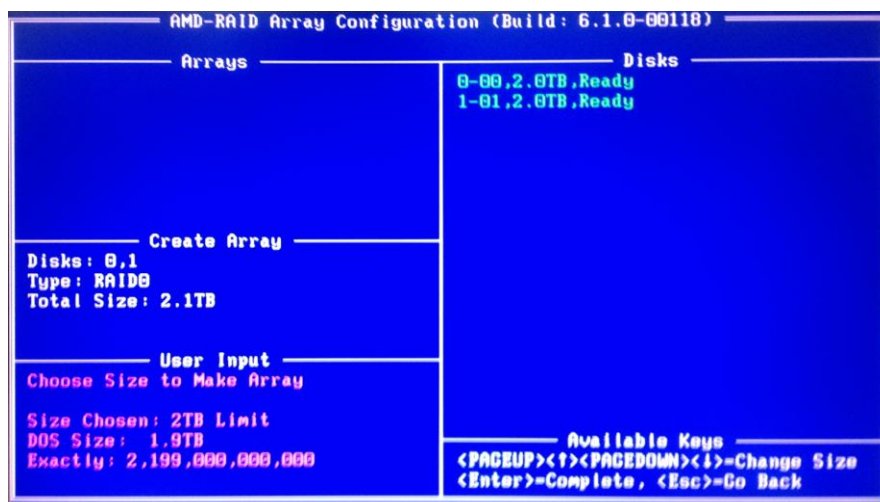 AMD-RAID Array Configuration (Build: 6.1.0-00118)
Arrays
Disks
0-00,2.0TB,Ready
1-01,2.0TB,Ready
Create Array
Disks: 0,1
Type: RAID0
Total Size: 2.1TB
User Input
Choose Size to Make Array
Size Chosen: 2TB Limit
DOS Size: 1.9TB
Exactly: 2,199,000,000,000
Available Keys
<PAGEUP><↑><PAGEDOWN><↓>=Change Size
<Enter>=Complete, <Esc>=Go Back